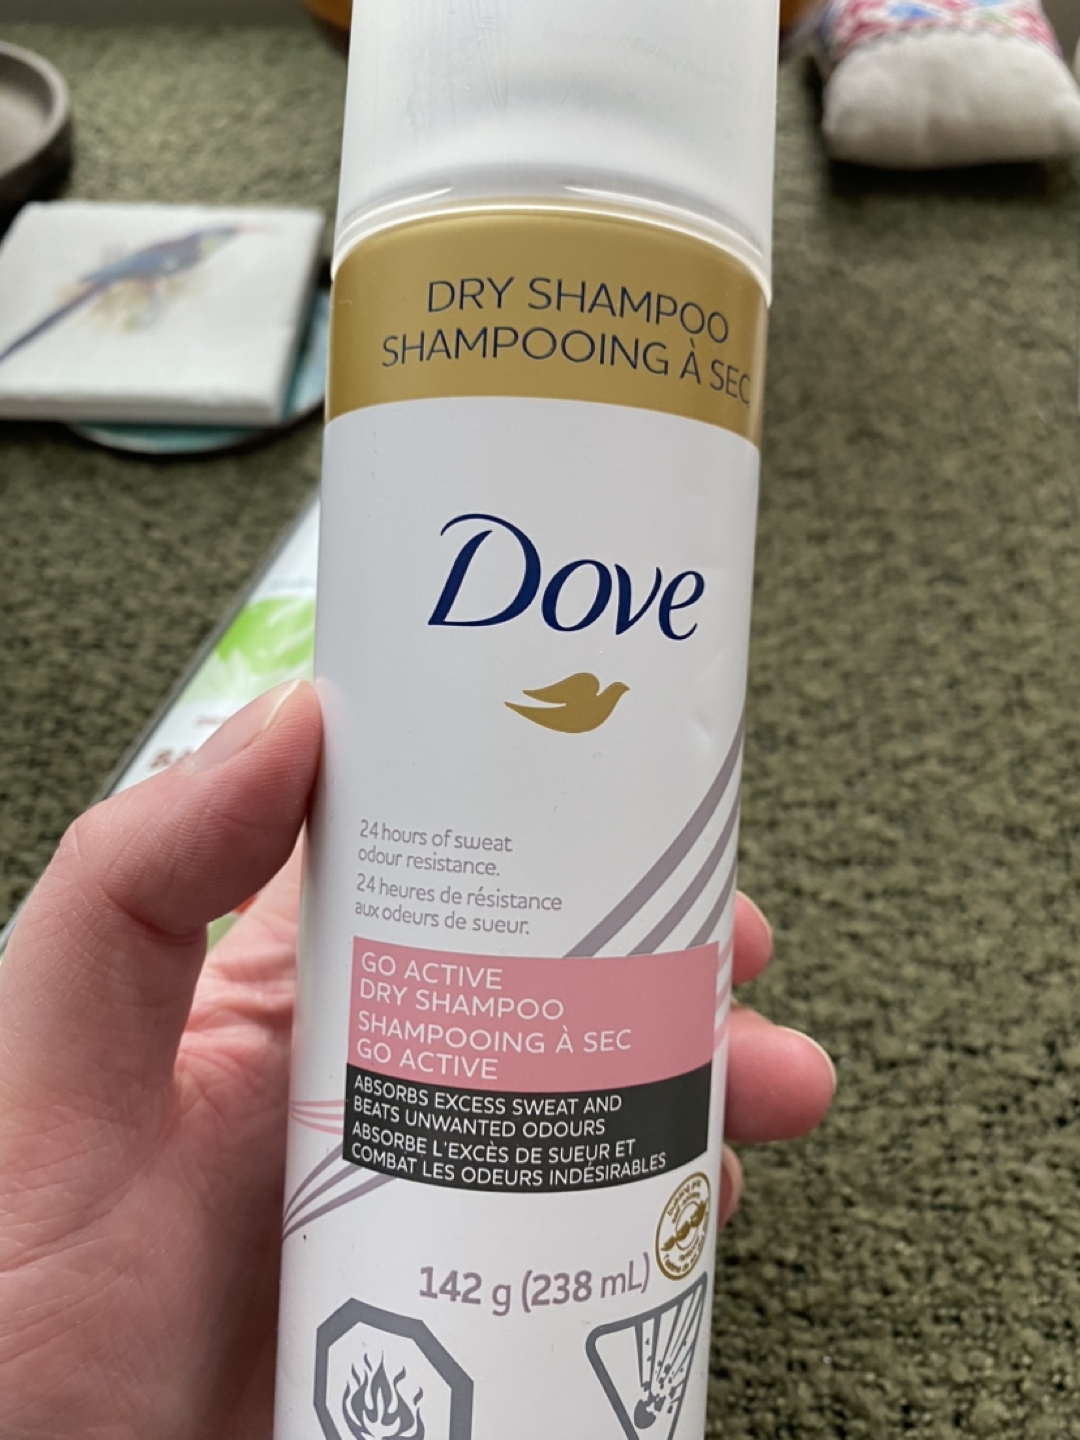 DRY SHAMPOO
SHAMPOOING À SEC
Dove
24 hours of sweat
odour resistance.
24 heures de résistance
aux odeurs de sueur.
GO ACTIVE
DRY SHAMPOO
SHAMPOOING À SEC
GO ACTIVE
ABSORBS EXCESS SWEAT AND
BEATS UNWANTED ODOURS
ABSORBE L'EXCÈS DE SUEUR ET
COMBAT LES ODEURS INDÉSIRABLES
142 g (238 mL)